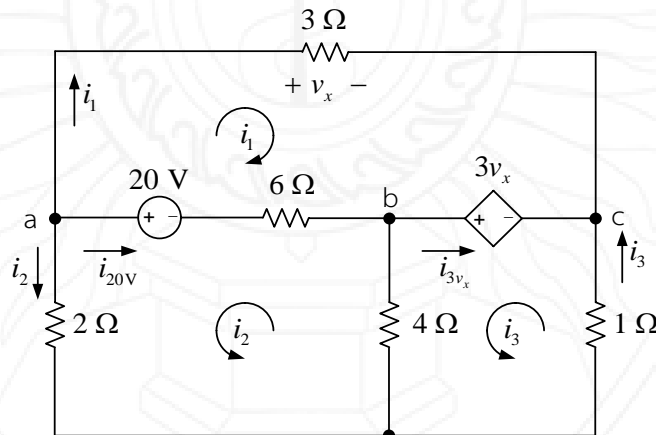 3 Ω
+ vₓ −
i₁
i₁
20 V
6 Ω
b
3vₓ
a
+ −
+ −
c
i₂
i₂₀V
i₃vₓ
i₃
2 Ω
i₂
4 Ω
i₃
1 Ω